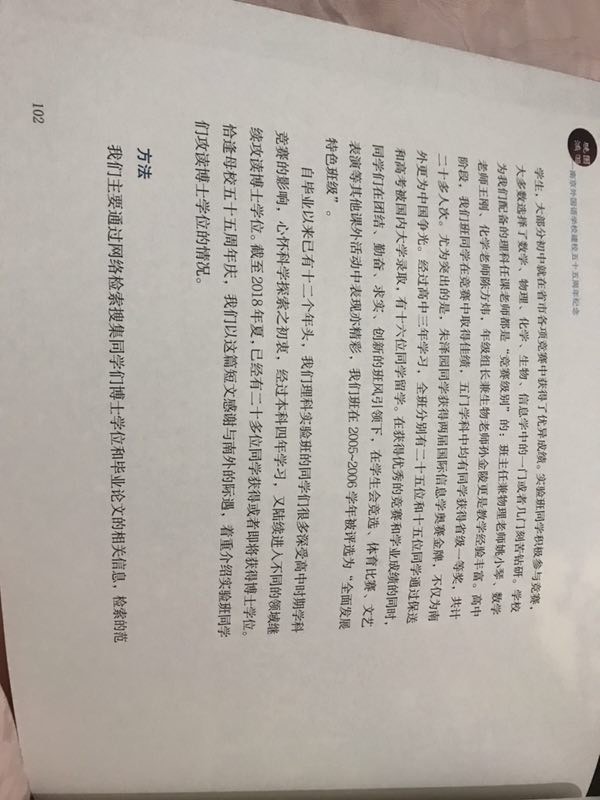 晚国
鸿
——南京外国语学校建校五十五周年纪念
学生，大部分初中就在省市各项竞赛中获得了优异成绩。实验班同学积极参与竞赛，
大多数选择了数学、物理、化学、生物、信息学中的一门或者几门刻苦钻研。学校
为我们配备的理科任课老师都是“竞赛级别”的：班主任兼物理老师姚小琴、数学
老师王刚、化学老师陈方炜，年级组长兼生物老师孙金陵更是教学经验丰富。高中
阶段，我们班同学在竞赛中取得佳绩，五门学科中均有同学获得省级一等奖，共计
二十多人次。尤为突出的是，朱泽园同学获得两届国际信息学奥赛金牌，不仅为南
外更为中国争光。经过高中三年学习，全班分别有二十五位和十五位同学通过保送
和高考被国内大学录取，有十六位同学留学。在获得优秀的竞赛和学业成绩的同时，
同学们在团结、勤奋、求实、创新的班风引领下，在学生会竞选、体育比赛、文艺
表演等其他课外活动中表现亦精彩，我们班在 2005~2006 学年被评选为“全面发展
特色班级”。
自毕业以来已有十二个年头，我们理科实验班的同学们很多深受高中时期学科
竞赛的影响，心怀科学探索之初衷，经过本科四年学习，又陆续进入不同的领域继
续攻读博士学位。截至 2018 年夏，已经有二十多位同学获得或者即将获得博士学位。
恰逢母校五十五周年庆，我们以这篇短文感谢与南外的际遇，着重介绍实验班同学
们攻读博士学位的情况。
方法
我们主要通过网络检索搜集同学们博士学位和毕业论文的相关信息，检索的范
102